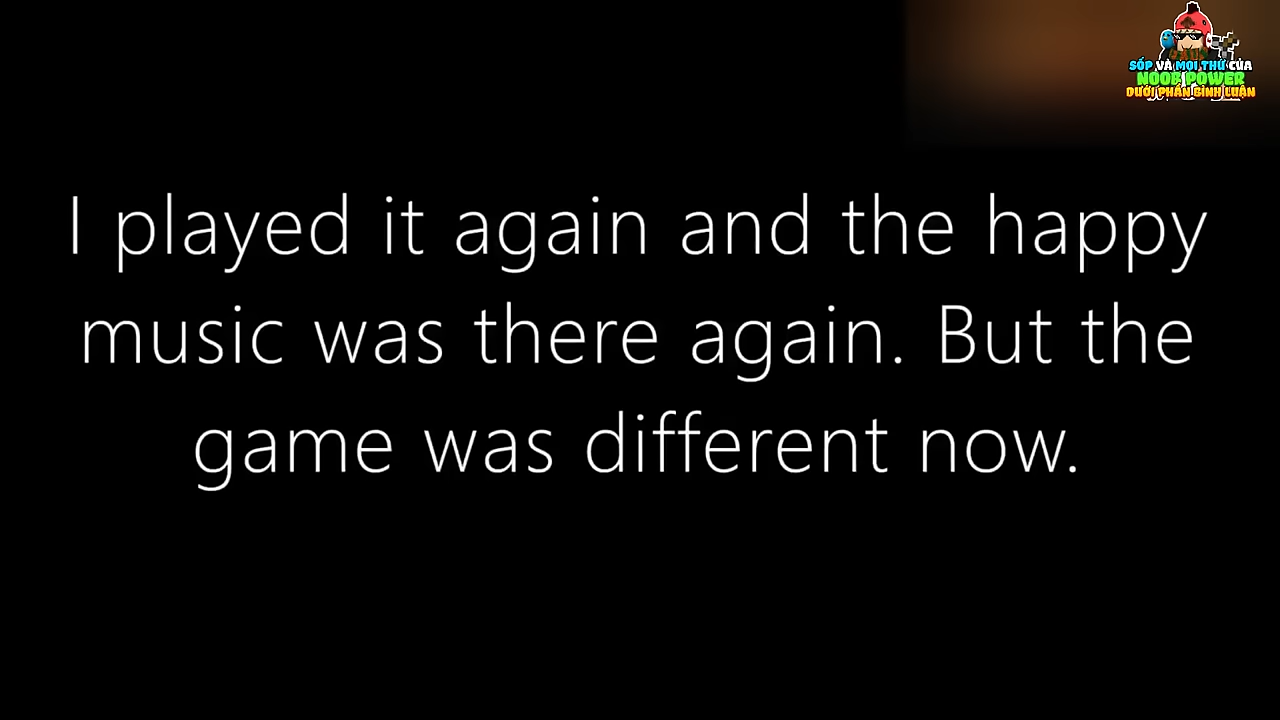 SỐP VÀ MỌI THỨ CỦA
NOOB POWER
DƯỚI PHẦN BÌNH LUẬN
I played it again and the happy
music was there again. But the
game was different now.